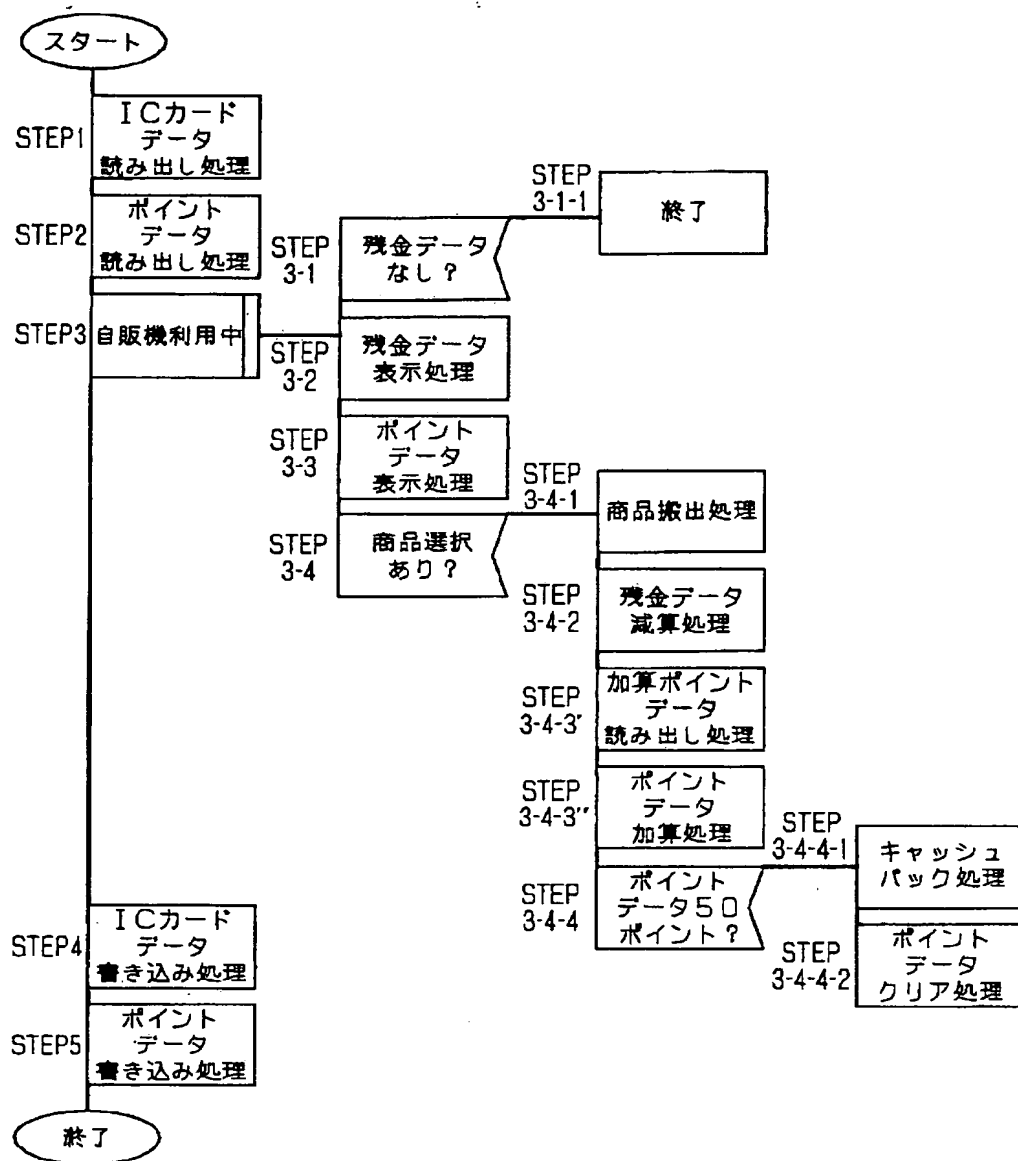 スタート
STEP1
ICカード
データ
読み出し処理
STEP2
ポイント
データ
読み出し処理
STEP3
自販機利用中
STEP
3-1
残金データ
なし?
STEP
3-1-1
終了
STEP
3-2
残金データ
表示処理
STEP
3-3
ポイント
データ
表示処理
STEP
3-4
商品選択
あり?
STEP
3-4-1
商品搬出処理
STEP
3-4-2
残金データ
減算処理
STEP
3-4-3'
加算ポイント
データ
読み出し処理
STEP
3-4-3''
ポイント
データ
加算処理
STEP
3-4-4
ポイント
データ50
ポイント?
STEP
3-4-4-1
キャッシュ
バック処理
STEP
3-4-4-2
ポイント
データ
クリア処理
STEP4
ICカード
データ
書き込み処理
STEP5
ポイント
データ
書き込み処理
終了